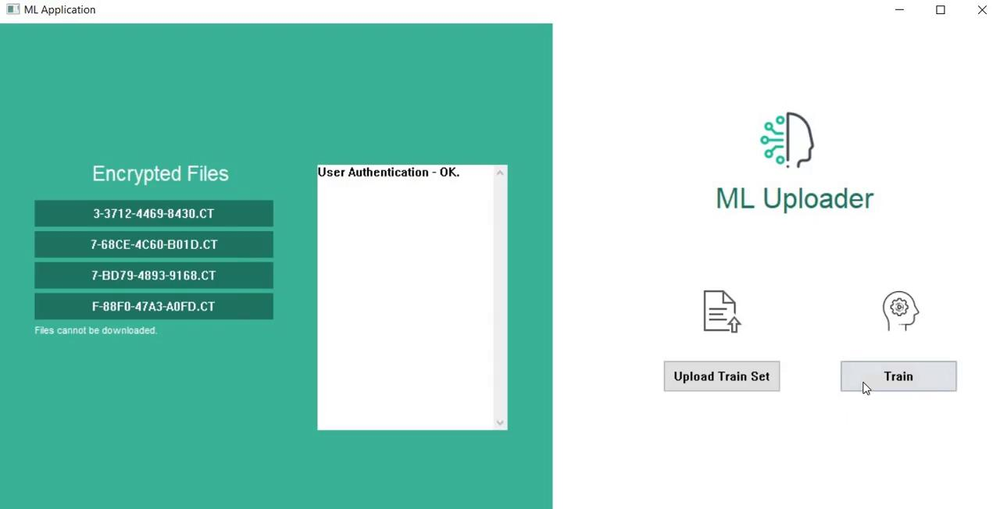 ML Application
Encrypted Files
3-3712-4469-8430.CT
7-68CE-4C60-B01D.CT
7-BD79-4893-9168.CT
F-88F0-47A3-A0FD.CT
Files cannot be downloaded.
User Authentication - OK.
ML Uploader
Upload Train Set
Train